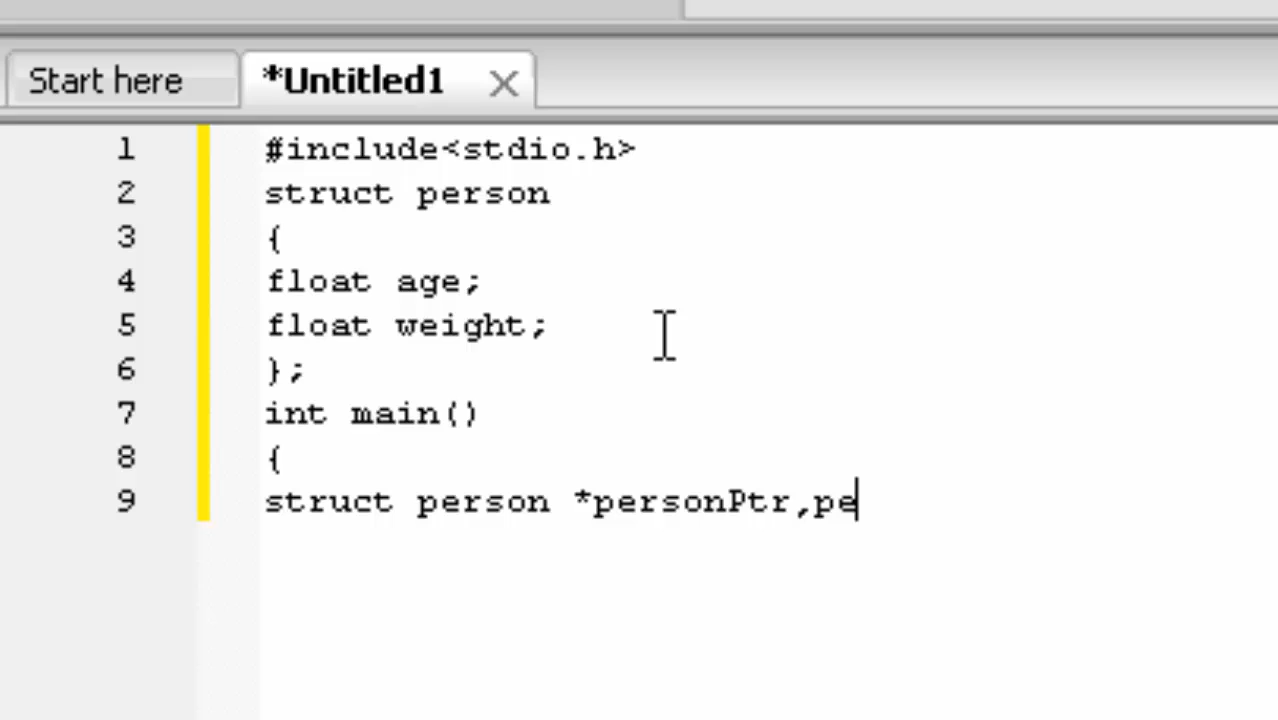 Start here
*Untitled1
1 #include<stdio.h>
2 struct person
3 {
4 float age;
5 float weight;
6 };
7 int main()
8 {
9 struct person *personPtr,pe